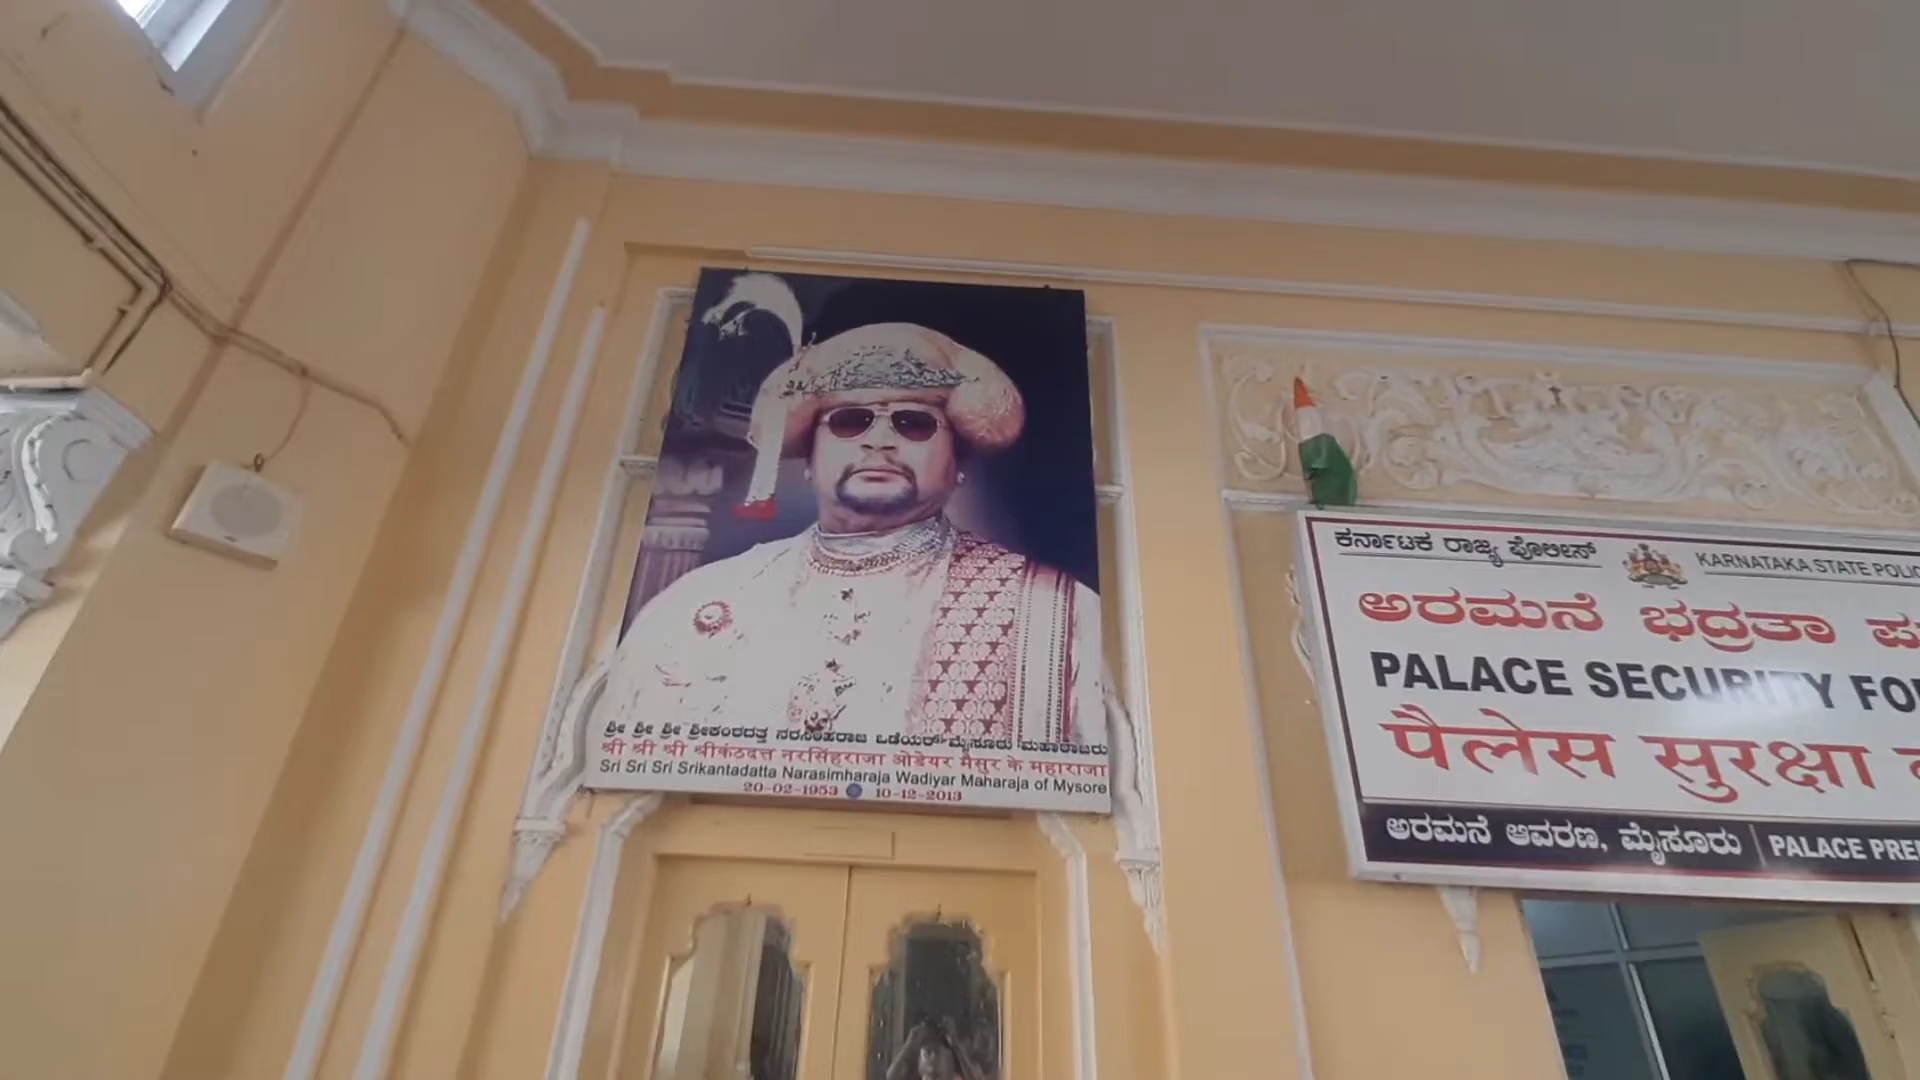 ಶ್ರೀ ಶ್ರೀ ಶ್ರೀ ಶ್ರೀಕಂಠದತ್ತ ನರಸಿಂಹರಾಜ ಒಡೆಯರ್ ಮೈಸೂರು ಮಹಾರಾಜರು
श्री श्री श्री श्रीकंठदत्त नरसिंहराजा ओडेयर मैसुर के महाराजा
Sri Sri Sri Srikantadatta Narasimharaja Wadiyar Maharaja of Mysore
20-02-1953 10-12-2013
ಕರ್ನಾಟಕ ರಾಜ್ಯ ಪೊಲೀಸ್ KARNATAKA STATE POLIC
ಅರಮನೆ ಭದ್ರತಾ
PALACE SECURITY FO
पैलेस सुरक्षा
ಅರಮನೆ ಆವರಣ, ಮೈಸೂರು | PALACE PRE